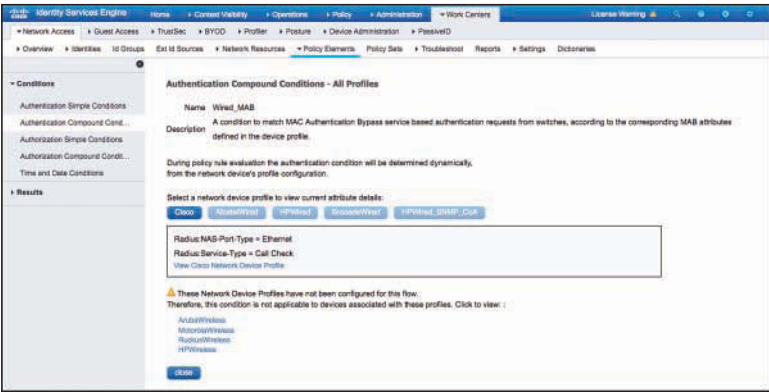 cisco Identity Services Engine Home Context Visibility Operations Policy Administration Work Centers License Warning
Network Access Guest Access TrustSec BYOD Profiler Posture Device Administration PassiveID
Overview Identities Id Groups Ext Id Sources Network Resources Policy Elements Policy Sets Troubleshoot Reports Settings Dictionaries
Conditions
Authentication Simple Conditions
Authentication Compound Cond...
Authorization Simple Conditions
Authorization Compound Condit...
Time and Date Conditions
Results
Authentication Compound Conditions - All Profiles
Name Wired_MAB
Description A condition to match MAC Authentication Bypass service based authentication requests from switches, according to the corresponding MAB attributes
defined in the device profile.
During policy rule evaluation the authentication condition will be determined dynamically,
from the network device's profile configuration.
Select a network device profile to view current attribute details:
Cisco AlcatelWired HPWired BrocadeWired HPWired_SNMP_CoA
Radius:NAS-Port-Type = Ethernet
Radius:Service-Type = Call Check
View Cisco Network Device Profile
These Network Device Profiles have not been configured for this flow.
Therefore, this condition is not applicable to devices associated with these profiles. Click to view: :
ArubaWireless
MotorolaWireless
RuckusWireless
HPWireless
close